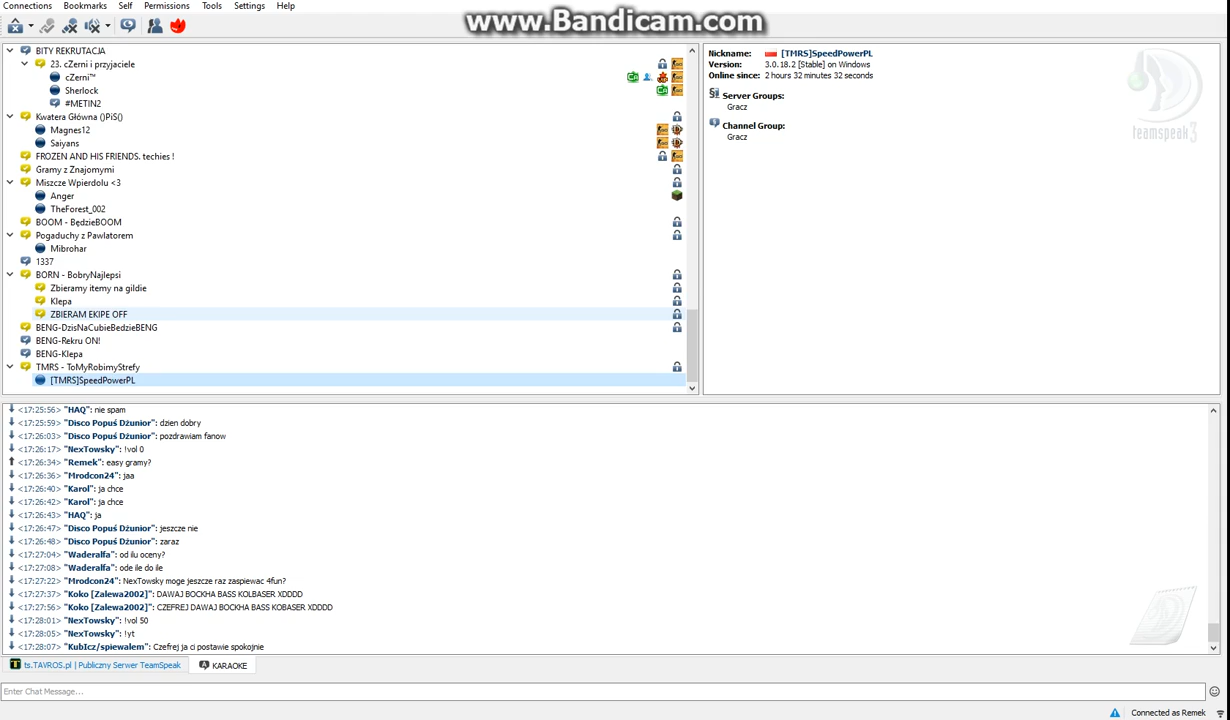 Connections Bookmarks Self Permissions Tools Settings Help
www.Bandicam.com
BITY REKRUTACJA
23. cZerni i przyjaciele
cZerni™
Sherlock
#METIN2
Kwatera Główna ()PiS()
Magnes12
Saiyans
FROZEN AND HIS FRIENDS. techies !
Gramy z Znajomymi
Miszcze Wpierdolu <3
Anger
TheForest_002
BOOM - BędzieBOOM
Pogaduchy z Pawlatorem
Mibrohar
1337
BORN - BobryNajlepsi
Zbieramy itemy na gildie
Klepa
ZBIERAM EKIPE OFF
BENG-DzisNaCubieBedzieBENG
BENG-Rekru ON!
BENG-Klepa
TMRS - ToMyRobimyStrefy
[TMRS]SpeedPowerPL
Nickname: [TMRS]SpeedPowerPL
Version: 3.0.18.2 [Stable] on Windows
Online since: 2 hours 32 minutes 32 seconds
Server Groups:
Gracz
Channel Group:
Gracz
teamspeak3
<17:25:56> "HAQ": nie spam
<17:25:59> "Disco Popuś Dżunior": dzien dobry
<17:26:03> "Disco Popuś Dżunior": pozdrawiam fanow
<17:26:17> "NexTowsky": !vol 0
<17:26:34> "Remek": easy gramy?
<17:26:36> "Mrodcon24": jaa
<17:26:40> "Karol": ja chce
<17:26:42> "Karol": ja chce
<17:26:43> "HAQ": ja
<17:26:47> "Disco Popuś Dżunior": jeszcze nie
<17:26:48> "Disco Popuś Dżunior": zaraz
<17:27:04> "Waderalfa": od ilu oceny?
<17:27:08> "Waderalfa": ode ile do ile
<17:27:22> "Mrodcon24": NexTowsky moge jeszcze raz zaspiewac 4fun?
<17:27:37> "Koko [Zalewa2002]": DAWAJ BOCKHA BASS KOLBASER XDDDD
<17:27:56> "Koko [Zalewa2002]": CZEFREJ DAWAJ BOCKHA BASS KOBASER XDDDD
<17:28:01> "NexTowsky": !vol 50
<17:28:05> "NexTowsky": !yt
<17:28:07> "KubIcz/spiewalem": Czefrej ja ci postawie spokojnie
ts.TAVROS.pl | Publiczny Serwer TeamSpeak KARAOKE
Enter Chat Message...
Connected as Remek